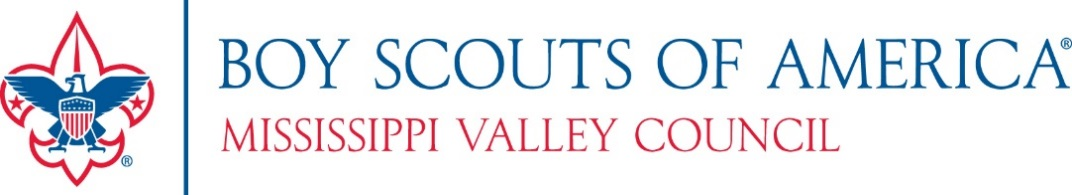 BOY SCOUTS OF AMERICA®
MISSISSIPPI VALLEY COUNCIL
®